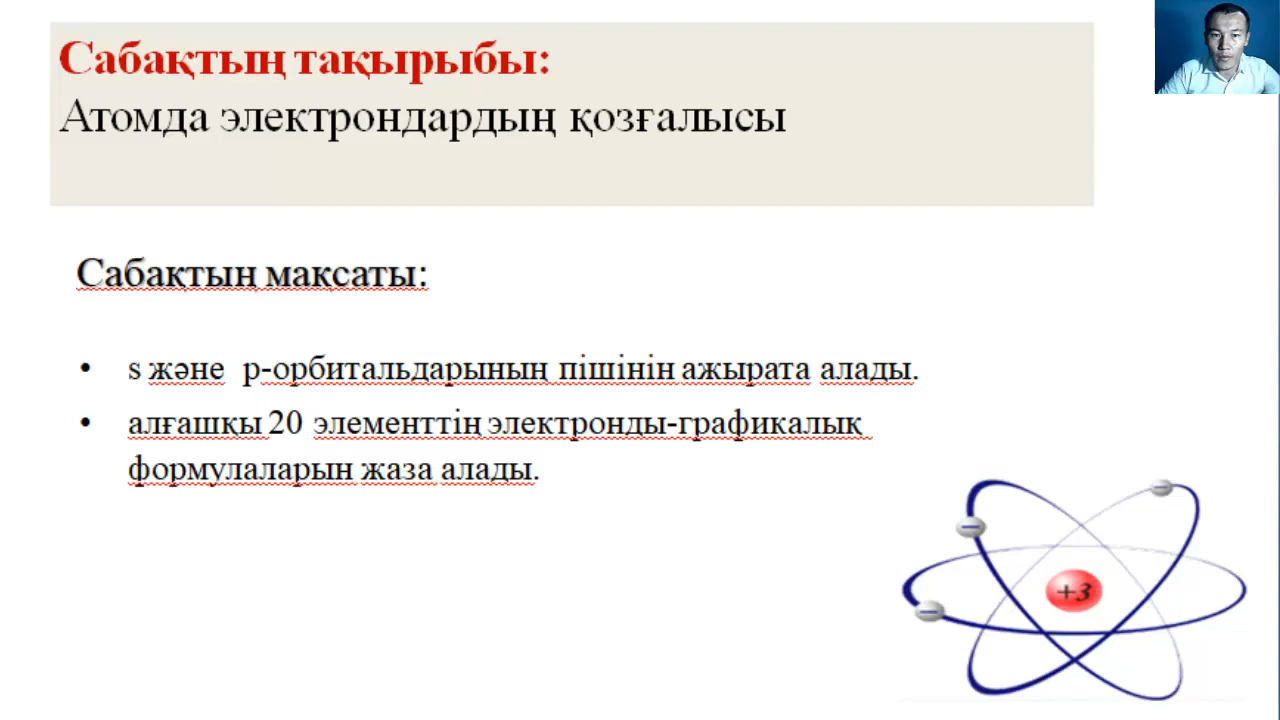 Сабақтың тақырыбы:
Атомда электрондардың қозғалысы
Сабақтың мақсаты:
• s және p-орбитальдарының пішінін ажырата алады.
• алғашқы 20 элементтің электронды-графикалық
формулаларын жаза алады.
+3